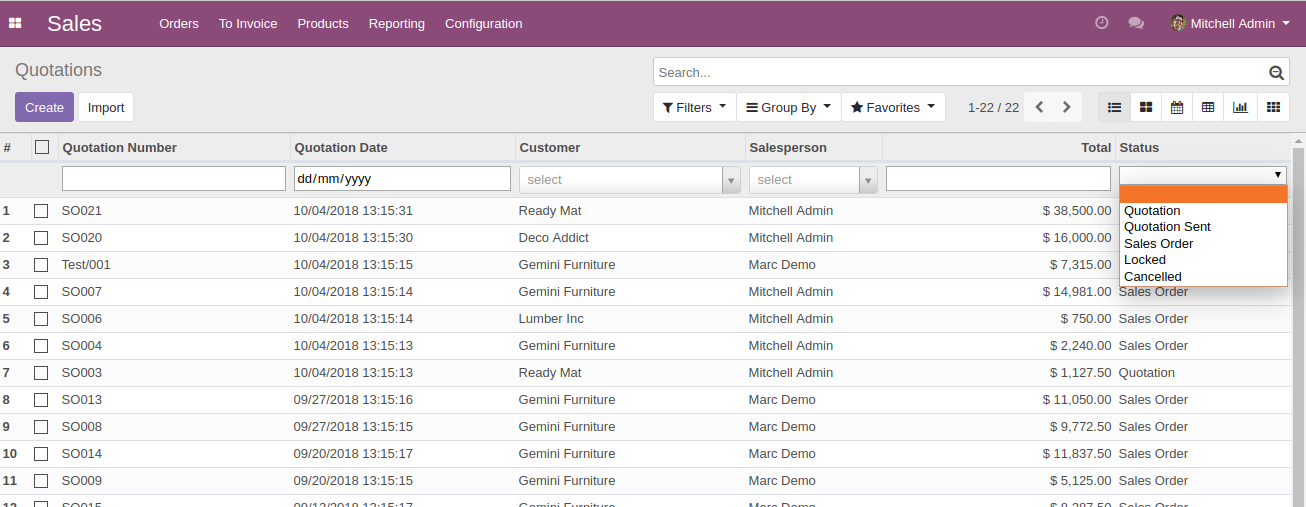 Sales Orders To Invoice Products Reporting Configuration Mitchell Admin
Quotations
Search...
Create Import Filters Group By Favorites 1-22 / 22
# Quotation Number Quotation Date Customer Salesperson Total Status
dd/mm/yyyy select select
1 SO021 10/04/2018 13:15:31 Ready Mat Mitchell Admin $ 38,500.00 Quotation
Quotation Sent
2 SO020 10/04/2018 13:15:30 Deco Addict Mitchell Admin $ 16,000.00 Sales Order
3 Test/001 10/04/2018 13:15:15 Gemini Furniture Marc Demo $ 7,315.00 Locked
Cancelled
4 SO007 10/04/2018 13:15:14 Gemini Furniture Mitchell Admin $ 14,981.00 Sales Order
5 SO006 10/04/2018 13:15:14 Lumber Inc Mitchell Admin $ 750.00 Sales Order
6 SO004 10/04/2018 13:15:13 Gemini Furniture Mitchell Admin $ 2,240.00 Sales Order
7 SO003 10/04/2018 13:15:13 Ready Mat Mitchell Admin $ 1,127.50 Quotation
8 SO013 09/27/2018 13:15:16 Gemini Furniture Marc Demo $ 11,050.00 Sales Order
9 SO008 09/27/2018 13:15:15 Gemini Furniture Marc Demo $ 9,772.50 Sales Order
10 SO014 09/20/2018 13:15:17 Gemini Furniture Marc Demo $ 11,837.50 Sales Order
11 SO009 09/20/2018 13:15:15 Gemini Furniture Marc Demo $ 5,125.00 Sales Order
12 SO015 09/13/2018 13:15:17 Gemini Furniture Marc Demo $ 8,287.50 Sales Order